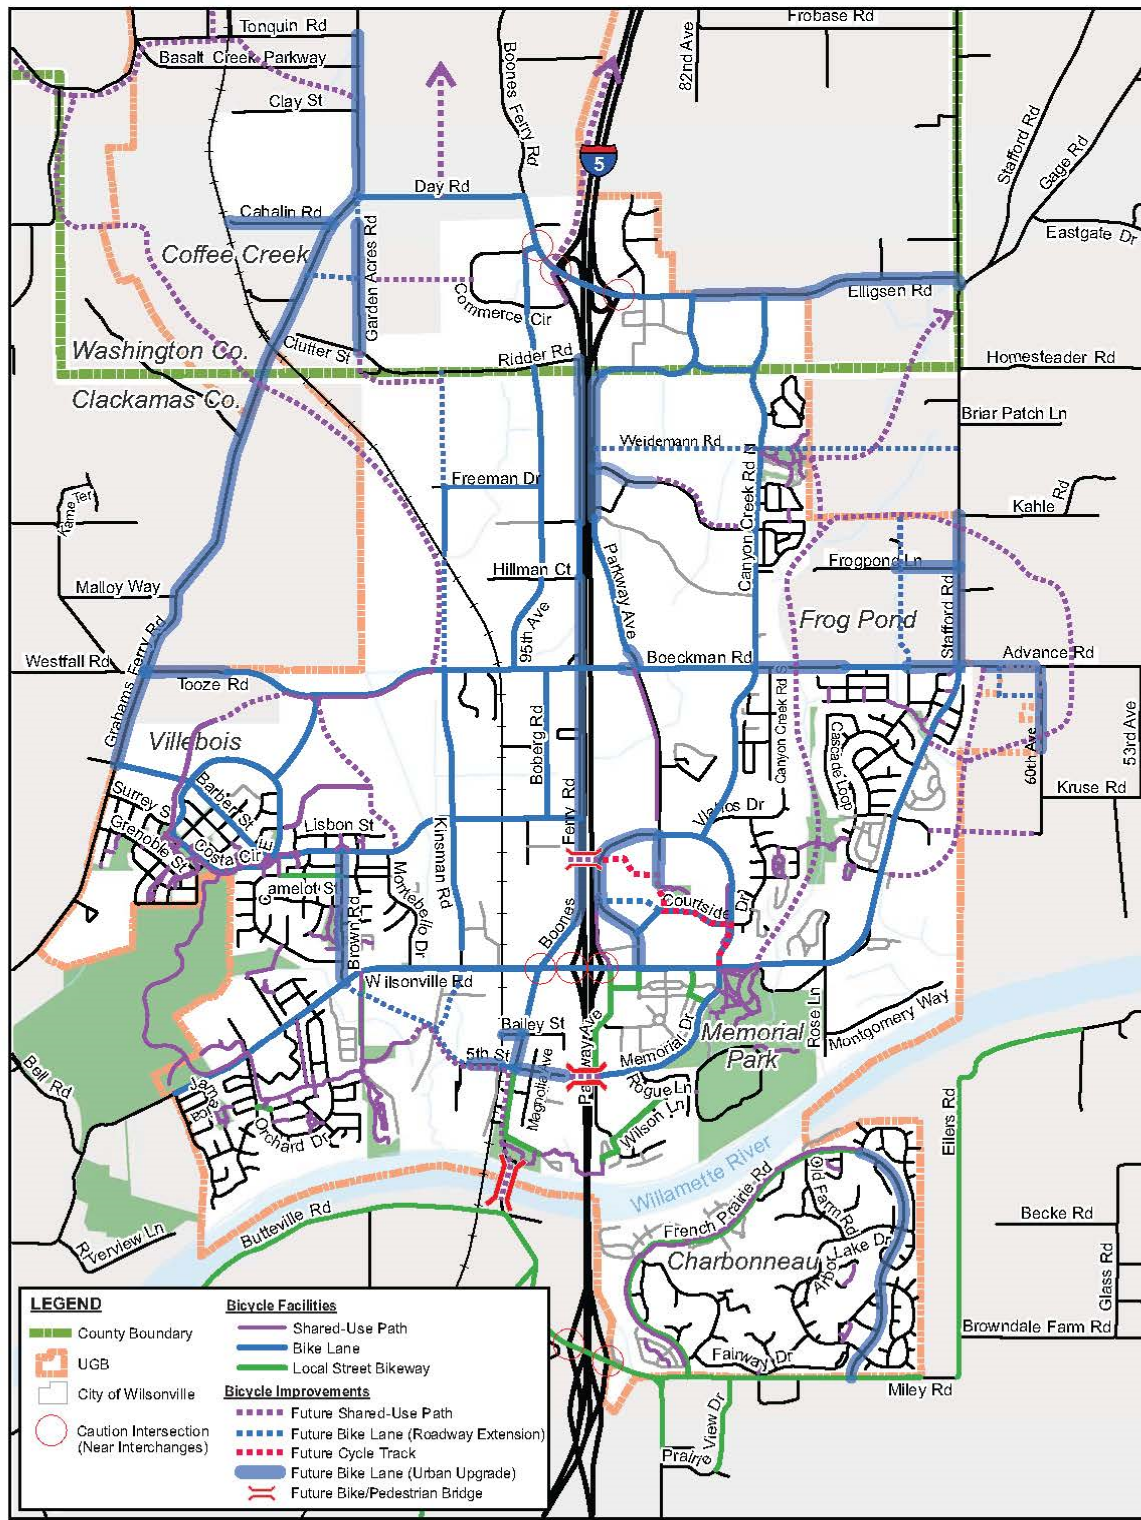 Tonquin Rd
Basalt Creek Parkway
Clay St
Boones Ferry Rd
82nd Ave
Frobase Rd
5
Stafford Rd
Gage Rd
Eastgate Dr
Day Rd
Cahalin Rd
Coffee Creek
Garden Acres Rd
Commerce Cir
Elligsen Rd
Clutter St
Ridder Rd
Washington Co.
Clackamas Co.
Homesteader Rd
Briar Patch Ln
Weidemann Rd
Canyon Creek Rd N
Freeman Dr
Kame Ter
Kahle Rd
Parkway Ave
Hillman Ct
Frogpond Ln
Malloy Way
95th Ave
Frog Pond
Stafford Rd
Grahams Ferry Rd
Westfall Rd
Tooze Rd
Boeckman Rd
Advance Rd
Canyon Creek Rd S
Villebois
Boberg Rd
Cascade Loop
60th Ave
53rd Ave
Kruse Rd
Surrey S
Barber St
Grenoble St
Costa Cir E
Lisbon St
Kinsman Rd
Boones Ferry Rd
Vlahos Dr
Camelot St
Brown Rd
Montebello Dr
Courtside Dr
Wilsonville Rd
Rose Ln
Montgomery Way
Bailey St
5th St
Magnolia Ave
Parkway Ave
Memorial Dr
Memorial
Park
Rogue Ln
Wilson Ln
Bell Rd
Orchard Dr
Eilers Rd
Willamette River
Butteville Rd
French Prairie Rd
Old Farm Rd
Arbor Lake Dr
Charbonneau
Fairway Dr
Miley Rd
Prairie View Dr
Becke Rd
Glass Rd
Browndale Farm Rd
Riverview Ln
LEGEND
County Boundary
UGB
City of Wilsonville
Caution Intersection
(Near Interchanges)
Bicycle Facilities
Shared-Use Path
Bike Lane
Local Street Bikeway
Bicycle Improvements
Future Shared-Use Path
Future Bike Lane (Roadway Extension)
Future Cycle Track
Future Bike Lane (Urban Upgrade)
Future Bike/Pedestrian Bridge